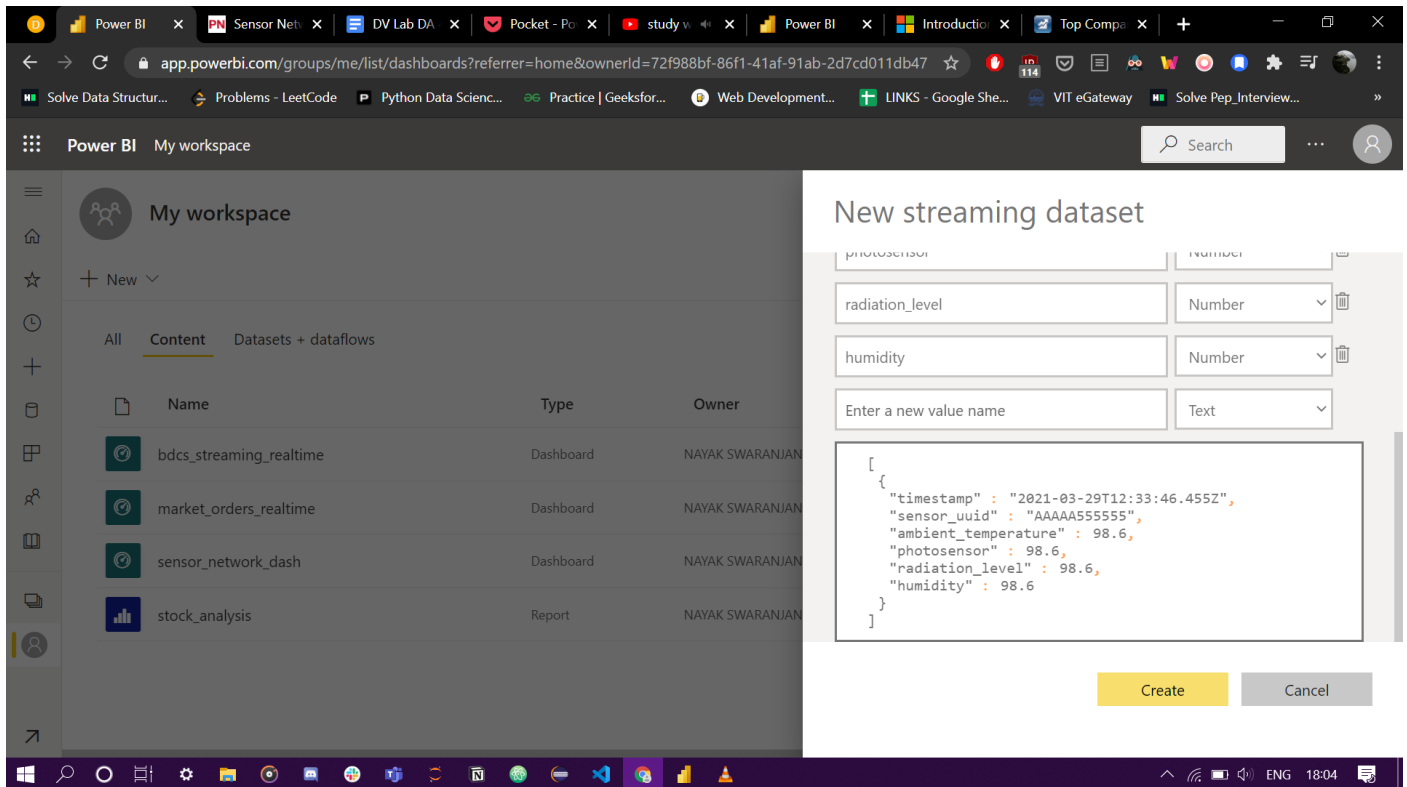 Power BI
PN Sensor Netw
DV Lab DA
Pocket - Po
study w
Power BI
Introduction
Top Compa
app.powerbi.com/groups/me/list/dashboards?referrer=home&ownerId=72f988bf-86f1-41af-91ab-2d7cd011db47
114
Solve Data Structur...
Problems - LeetCode
Python Data Scienc...
Practice | Geeksfor...
Web Development...
LINKS - Google She...
VIT eGateway
Solve Pep_Interview...
»
Power BI My workspace
Search
My workspace
New streaming dataset
New
photosensor Number
radiation_level Number
humidity Number
Enter a new value name Text
All Content Datasets + dataflows
Name Type Owner
bdcs_streaming_realtime Dashboard NAYAK SWARANJAN
market_orders_realtime Dashboard NAYAK SWARANJAN
sensor_network_dash Dashboard NAYAK SWARANJAN
stock_analysis Report NAYAK SWARANJAN
[
{
"timestamp" : "2021-03-29T12:33:46.455Z",
"sensor_uuid" : "AAAAA555555",
"ambient_temperature" : 98.6,
"photosensor" : 98.6,
"radiation_level" : 98.6,
"humidity" : 98.6
}
]
Create Cancel
ENG 18:04